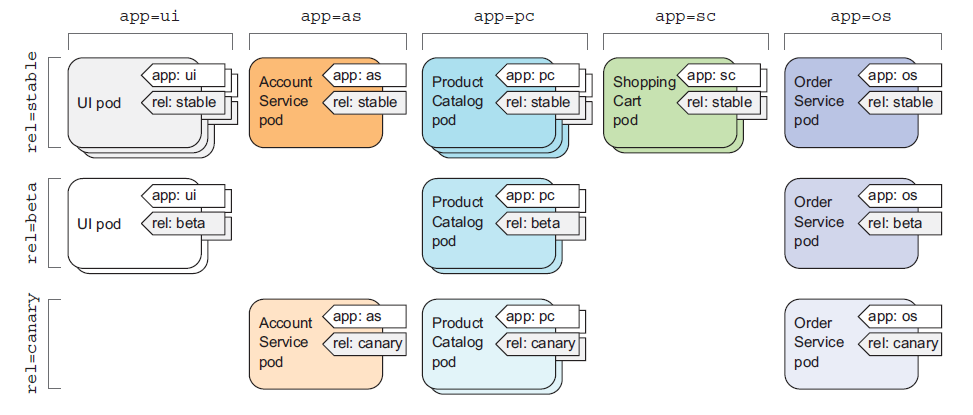 app=ui
app=as
app=pc
app=sc
app=os
rel=stable
UI pod
app: ui
rel: stable
Account
Service
pod
app: as
rel: stable
Product
Catalog
pod
app: pc
rel: stable
Shopping
Cart
pod
app: sc
rel: stable
Order
Service
pod
app: os
rel: stable
rel=beta
UI pod
app: ui
rel: beta
Product
Catalog
pod
app: pc
rel: beta
Order
Service
pod
app: os
rel: beta
rel=canary
Account
Service
pod
app: as
rel: canary
Product
Catalog
pod
app: pc
rel: canary
Order
Service
pod
app: os
rel: canary